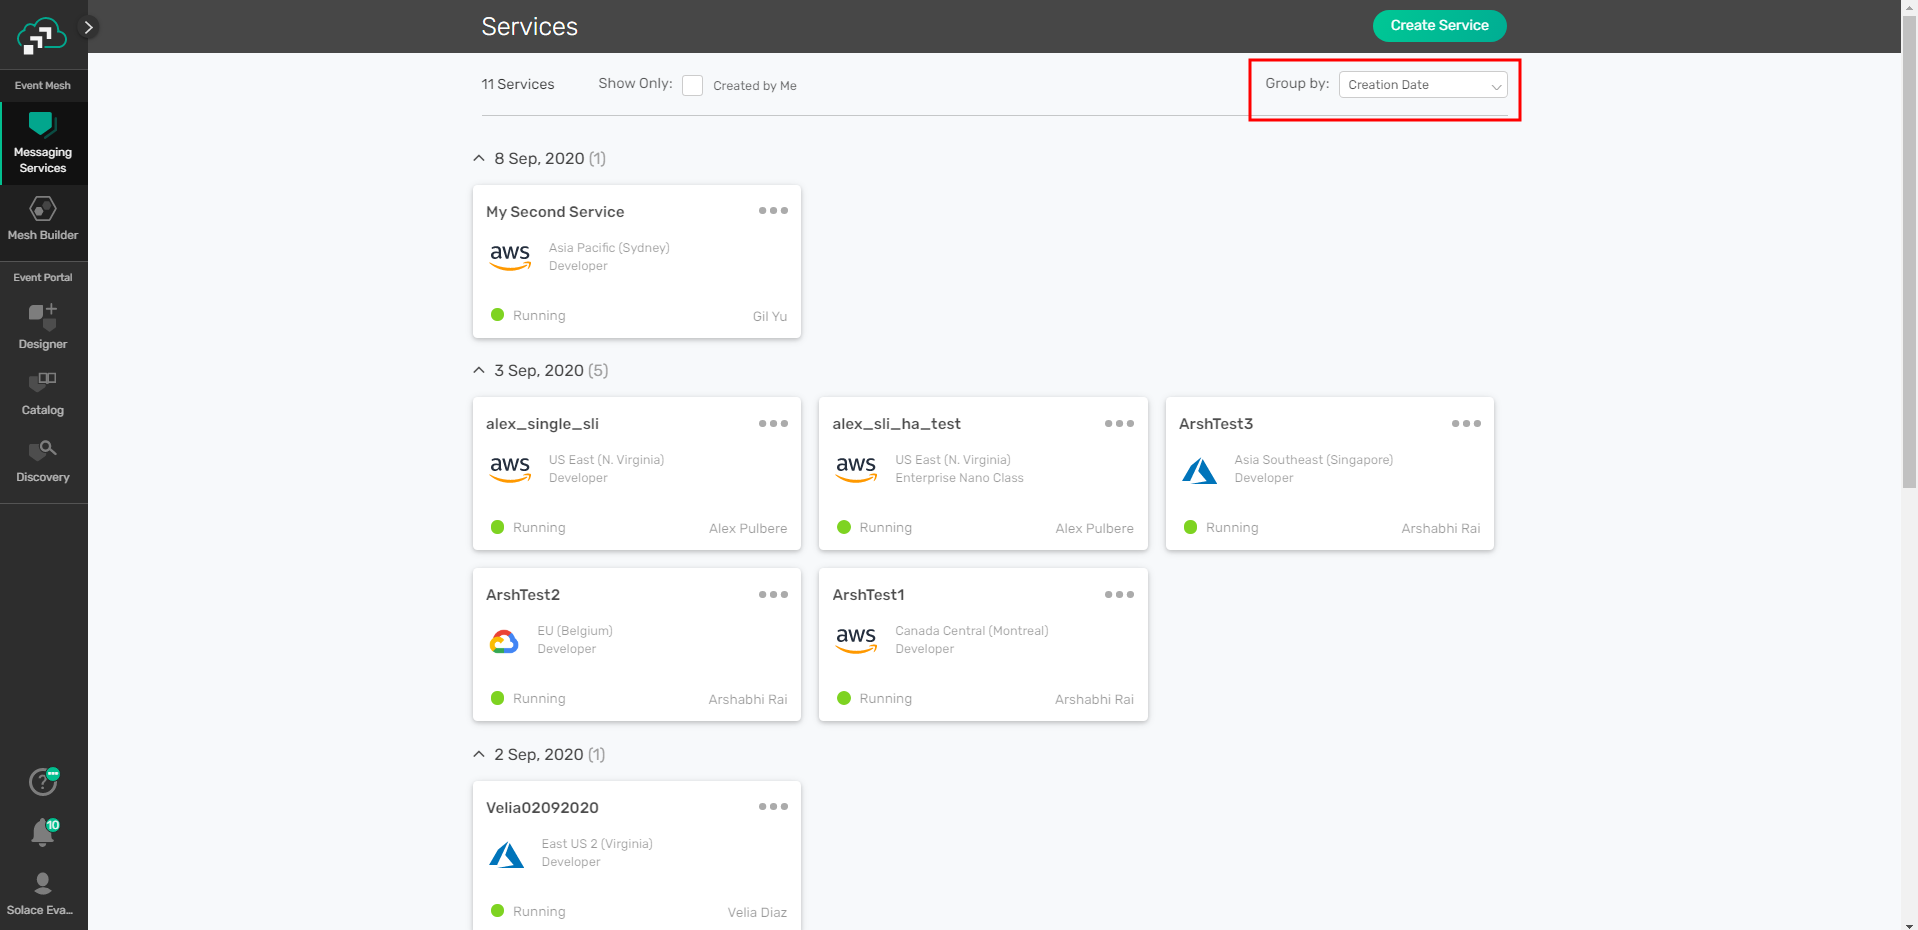 Services
Create Service
Event Mesh
Messaging
Services
Mesh Builder
Event Portal
Designer
Catalog
Discovery
10
Solace Eva...
11 Services
Show Only:
Created by Me
Group by:
Creation Date
8 Sep, 2020 (1)
My Second Service
aws
Asia Pacific (Sydney)
Developer
Running
Gil Yu
3 Sep, 2020 (5)
alex_single_sli
aws
US East (N. Virginia)
Developer
Running
Alex Pulbere
alex_sli_ha_test
aws
US East (N. Virginia)
Enterprise Nano Class
Running
Alex Pulbere
ArshTest3
Asia Southeast (Singapore)
Developer
Running
Arshabhi Rai
ArshTest2
EU (Belgium)
Developer
Running
Arshabhi Rai
ArshTest1
aws
Canada Central (Montreal)
Developer
Running
Arshabhi Rai
2 Sep, 2020 (1)
Velia02092020
East US 2 (Virginia)
Developer
Running
Velia Diaz